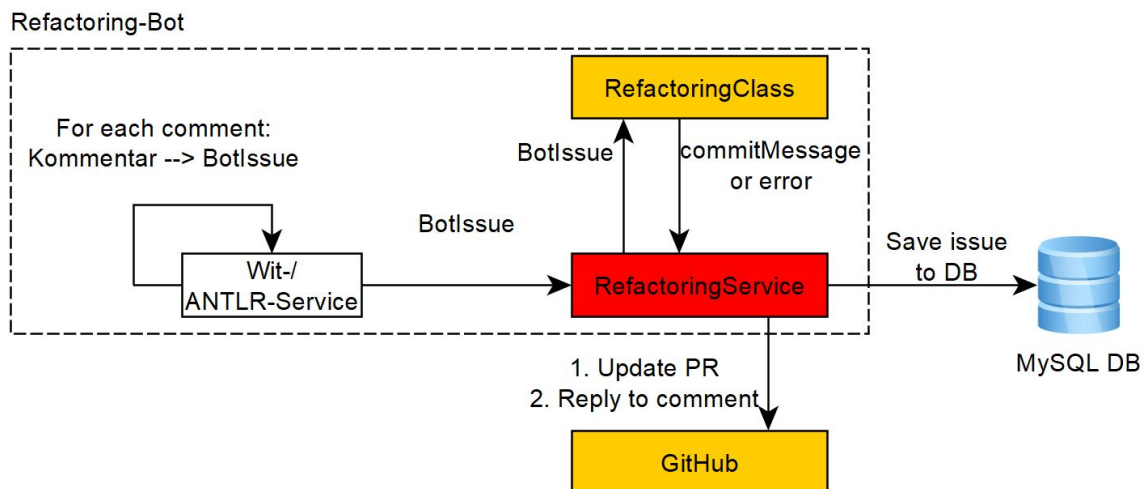 Refactoring-Bot
RefactoringClass
For each comment:
Kommentar --> BotIssue
BotIssue
commitMessage
or error
BotIssue
Wit-/
ANTLR-Service
RefactoringService
Save issue
to DB
MySQL DB
1. Update PR
2. Reply to comment
GitHub